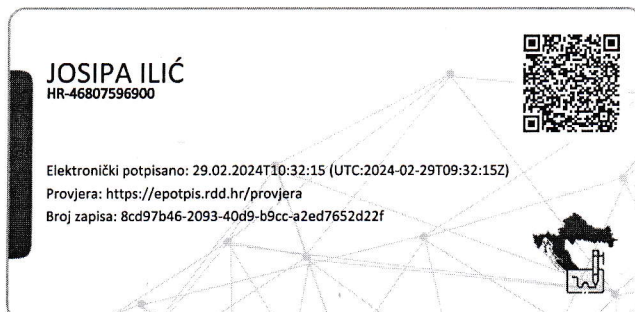 JOSIPA ILIĆ
HR-46807596900
Elektronički potpisano: 29.02.2024T10:32:15 (UTC:2024-02-29T09:32:15Z)
Provjera: https://epotpis.rdd.hr/provjera
Broj zapisa: 8cd97b46-2093-40d9-b9cc-a2ed7652d22f